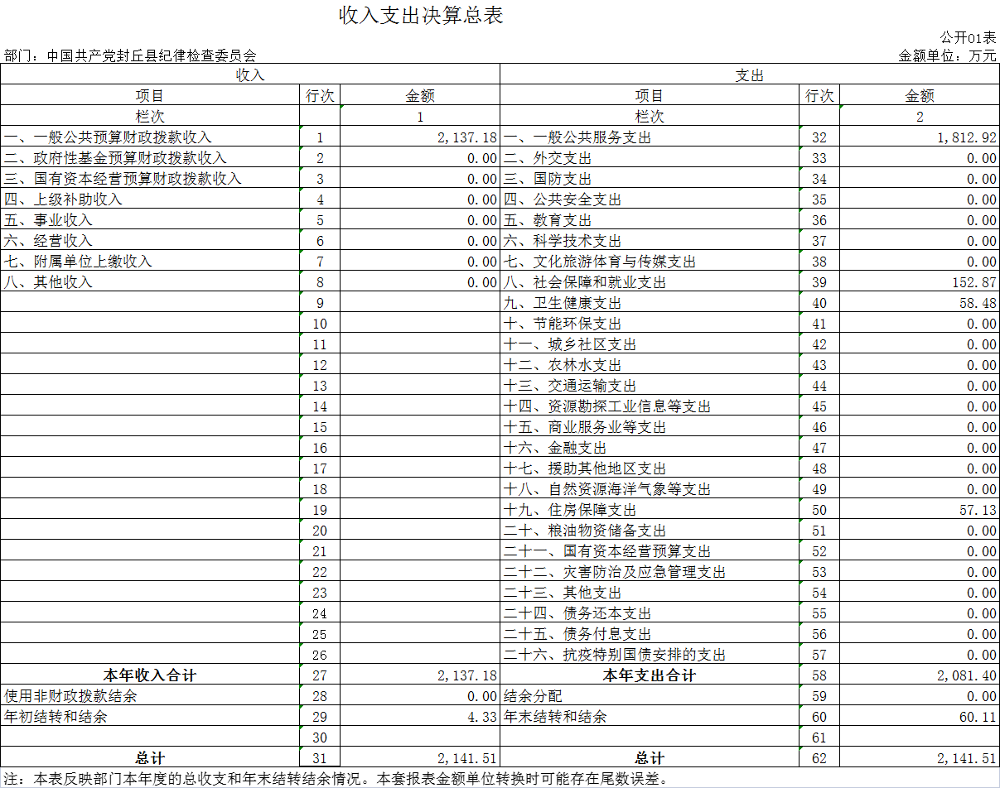 收入支出决算总表
公开01表
部门：中国共产党封丘县纪律检查委员会 金额单位：万元
收入 支出
项目 行次 金额 项目 行次 金额
栏次 1 栏次 2
一、一般公共预算财政拨款收入 1 2,137.18 一、一般公共服务支出 32 1,812.92
二、政府性基金预算财政拨款收入 2 0.00 二、外交支出 33 0.00
三、国有资本经营预算财政拨款收入 3 0.00 三、国防支出 34 0.00
四、上级补助收入 4 0.00 四、公共安全支出 35 0.00
五、事业收入 5 0.00 五、教育支出 36 0.00
六、经营收入 6 0.00 六、科学技术支出 37 0.00
七、附属单位上缴收入 7 0.00 七、文化旅游体育与传媒支出 38 0.00
八、其他收入 8 0.00 八、社会保障和就业支出 39 152.87
9 九、卫生健康支出 40 58.48
10 十、节能环保支出 41 0.00
11 十一、城乡社区支出 42 0.00
12 十二、农林水支出 43 0.00
13 十三、交通运输支出 44 0.00
14 十四、资源勘探工业信息等支出 45 0.00
15 十五、商业服务业等支出 46 0.00
16 十六、金融支出 47 0.00
17 十七、援助其他地区支出 48 0.00
18 十八、自然资源海洋气象等支出 49 0.00
19 十九、住房保障支出 50 57.13
20 二十、粮油物资储备支出 51 0.00
21 二十一、国有资本经营预算支出 52 0.00
22 二十二、灾害防治及应急管理支出 53 0.00
23 二十三、其他支出 54 0.00
24 二十四、债务还本支出 55 0.00
25 二十五、债务付息支出 56 0.00
26 二十六、抗疫特别国债安排的支出 57 0.00
本年收入合计 27 2,137.18 本年支出合计 58 2,081.40
使用非财政拨款结余 28 0.00 结余分配 59 0.00
年初结转和结余 29 4.33 年末结转和结余 60 60.11
30 61
总计 31 2,141.51 总计 62 2,141.51
注：本表反映部门本年度的总收支和年末结转结余情况。本套报表金额单位转换时可能存在尾数误差。